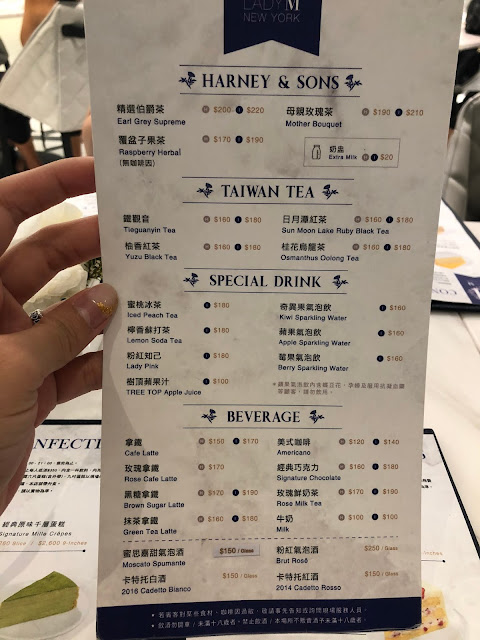 LADY M
NEW YORK
HARNEY & SONS
精選伯爵茶 H $200 I $220
Earl Grey Supreme
母親玫瑰茶 H $190 I $210
Mother Bouquet
覆盆子果茶 H $170 I $190
Raspberry Herbal
(無咖啡因)
奶盅
Extra Milk I $20
TAIWAN TEA
鐵觀音 H $160 I $180
Tieguanyin Tea
日月潭紅茶 H $160 I $180
Sun Moon Lake Ruby Black Tea
柚香紅茶 H $160 I $180
Yuzu Black Tea
桂花烏龍茶 H $160 I $180
Osmanthus Oolong Tea
SPECIAL DRINK
蜜桃冰茶 I $180
Iced Peach Tea
奇異果氣泡飲 I $160
Kiwi Sparkling Water
檸香蘇打茶 I $180
Lemon Soda Tea
蘋果氣泡飲 I $160
Apple Sparkling Water
粉紅知己 I $180
Lady Pink
莓果氣泡飲 I $160
Berry Sparkling Water
樹頂蘋果汁 I $100
TREE TOP Apple Juice
BEVERAGE
拿鐵 H $150 I $170
Cafe Latte
美式咖啡 H $120 I $140
Americano
玫瑰拿鐵 H $170
Rose Cafe Latte
經典巧克力 H $160 I $180
Signature Chocolate
黑糖拿鐵 H $170 I $190
Brown Sugar Latte
玫瑰鮮奶茶 H $170 I $190
Rose Milk Tea
抹茶拿鐵 H $160 I $180
Green Tea Latte
牛奶 H $100 I $100
Milk
蜜思嘉甜氣泡酒 $150 / Glass
Moscato Spumante
粉紅氣泡酒 $250 / Glass
Brut Rosé
卡特托白酒 $150 / Glass
2016 Cadetto Bianco
卡特托紅酒 $150 / Glass
2014 Cadetto Rosso
經典原味千層蛋糕
Signature Mille Crêpes